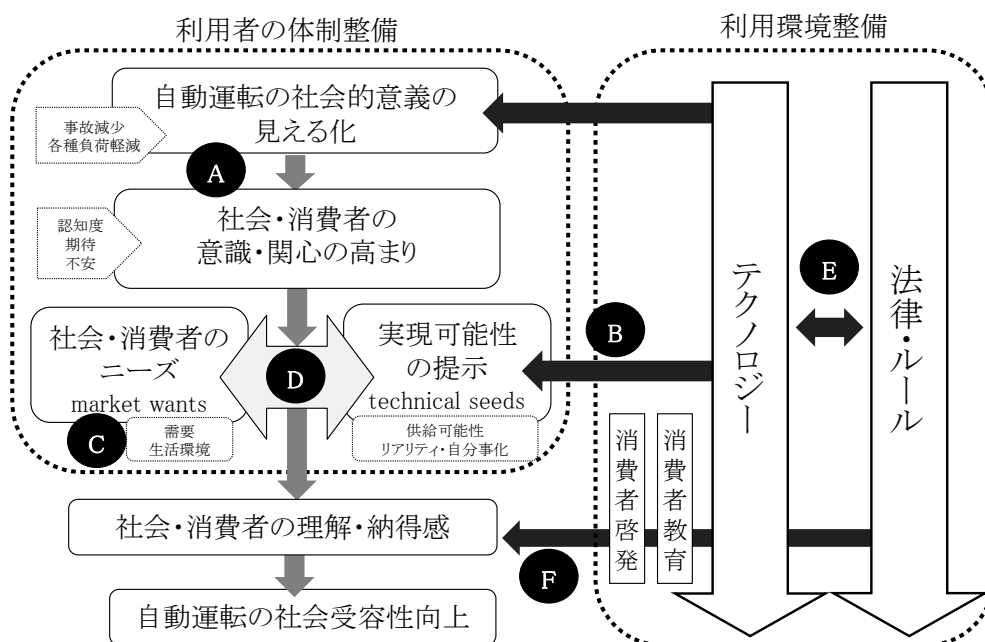 利用者の体制整備
利用環境整備
自動運転の社会的意義の
見える化
事故減少
各種負荷軽減
A
社会・消費者の
意識・関心の高まり
認知度
期待
不安
社会・消費者の
ニーズ
market wants
需要
生活環境
C
D
実現可能性
の提示
technical seeds
供給可能性
リアリティ・自分事化
B
テクノロジー
E
法律・ルール
消費者啓発
消費者教育
社会・消費者の理解・納得感
F
自動運転の社会受容性向上